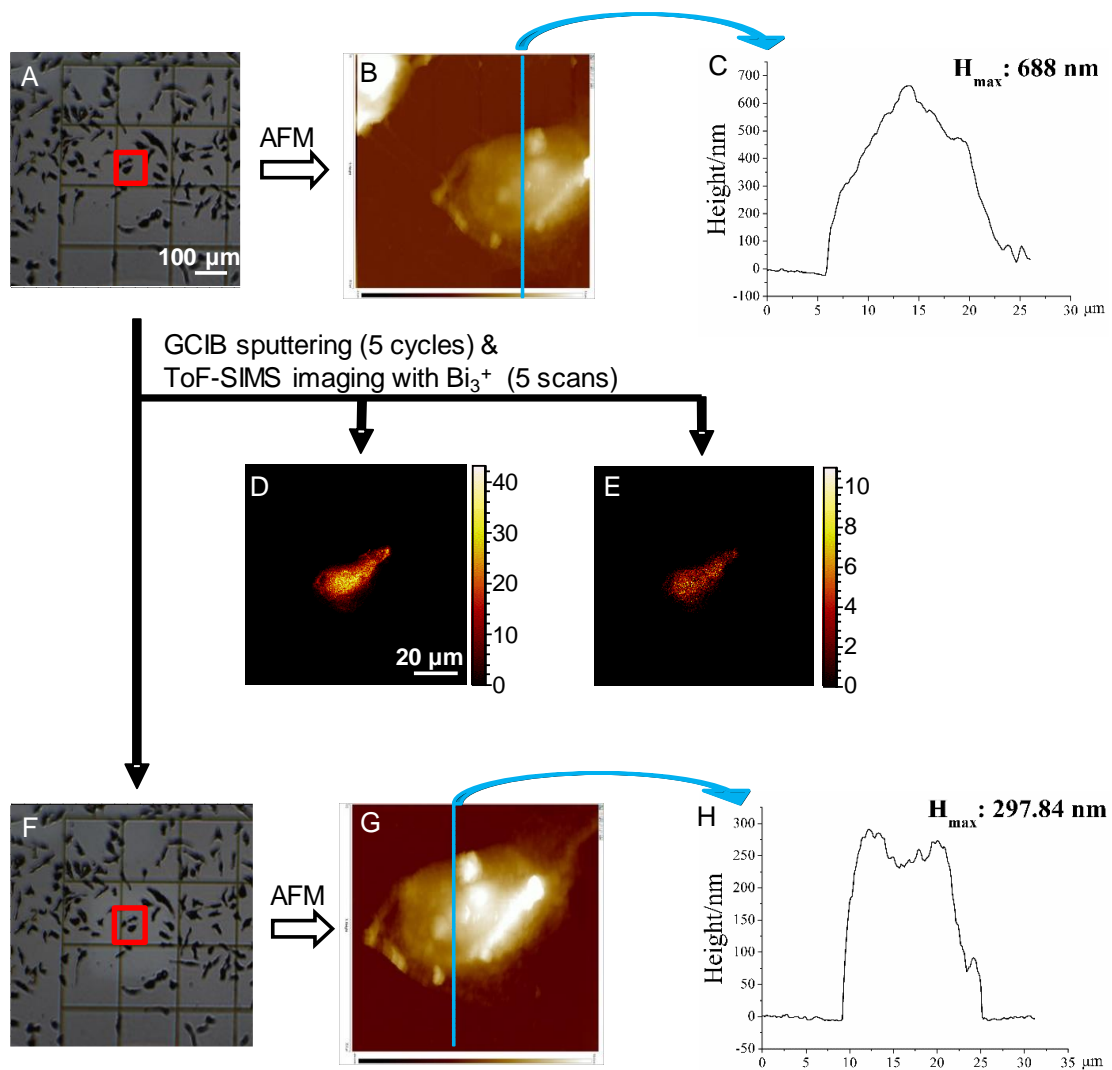 A
100 µm
AFM
B
C
H_max: 688 nm
Height/nm
700
600
500
400
300
200
100
0
-100
0 5 10 15 20 25 30 µm
GCIB sputtering (5 cycles) &
ToF-SIMS imaging with Bi₃⁺ (5 scans)
D
20 µm
40
30
20
10
0
E
10
8
6
4
2
0
F
AFM
G
H
H_max: 297.84 nm
Height/nm
300
250
200
150
100
50
0
-50
0 5 10 15 20 25 30 35 µm